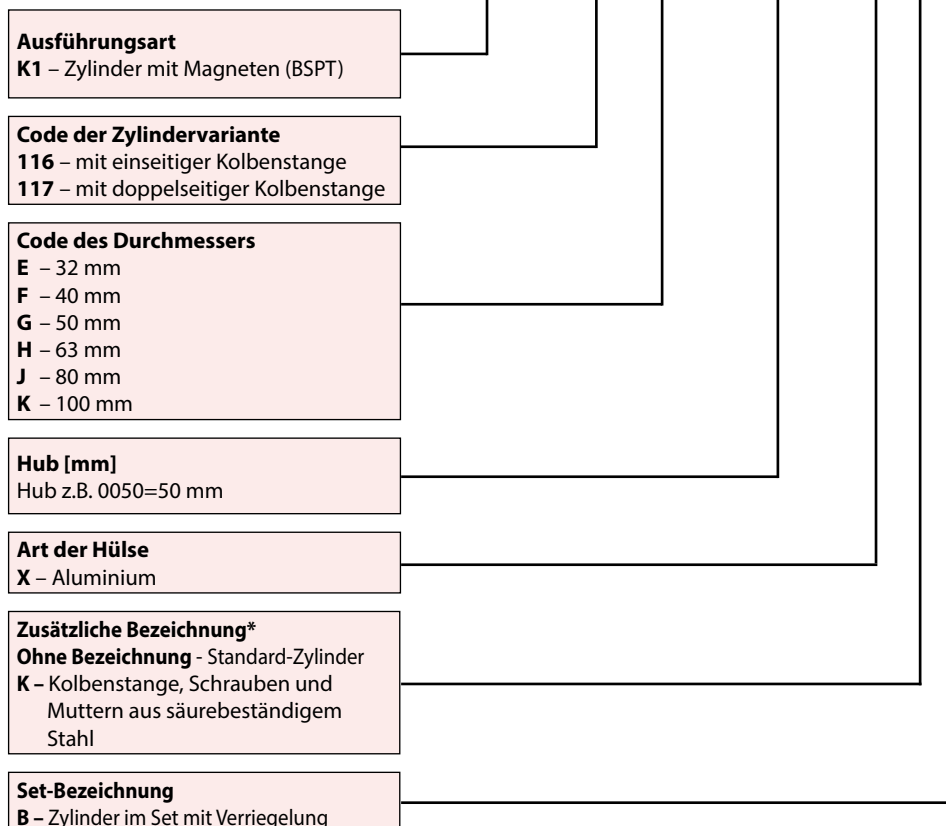 Ausführungsart
K1 – Zylinder mit Magneten (BSPT)
Code der Zylindervariante
116 – mit einseitiger Kolbenstange
117 – mit doppelseitiger Kolbenstange
Code des Durchmessers
E – 32 mm
F – 40 mm
G – 50 mm
H – 63 mm
J – 80 mm
K – 100 mm
Hub [mm]
Hub z.B. 0050=50 mm
Art der Hülse
X – Aluminium
Zusätzliche Bezeichnung*
Ohne Bezeichnung - Standard-Zylinder
K – Kolbenstange, Schrauben und
Muttern aus säurebeständigem
Stahl
Set-Bezeichnung
B – Zylinder im Set mit Verriegelung